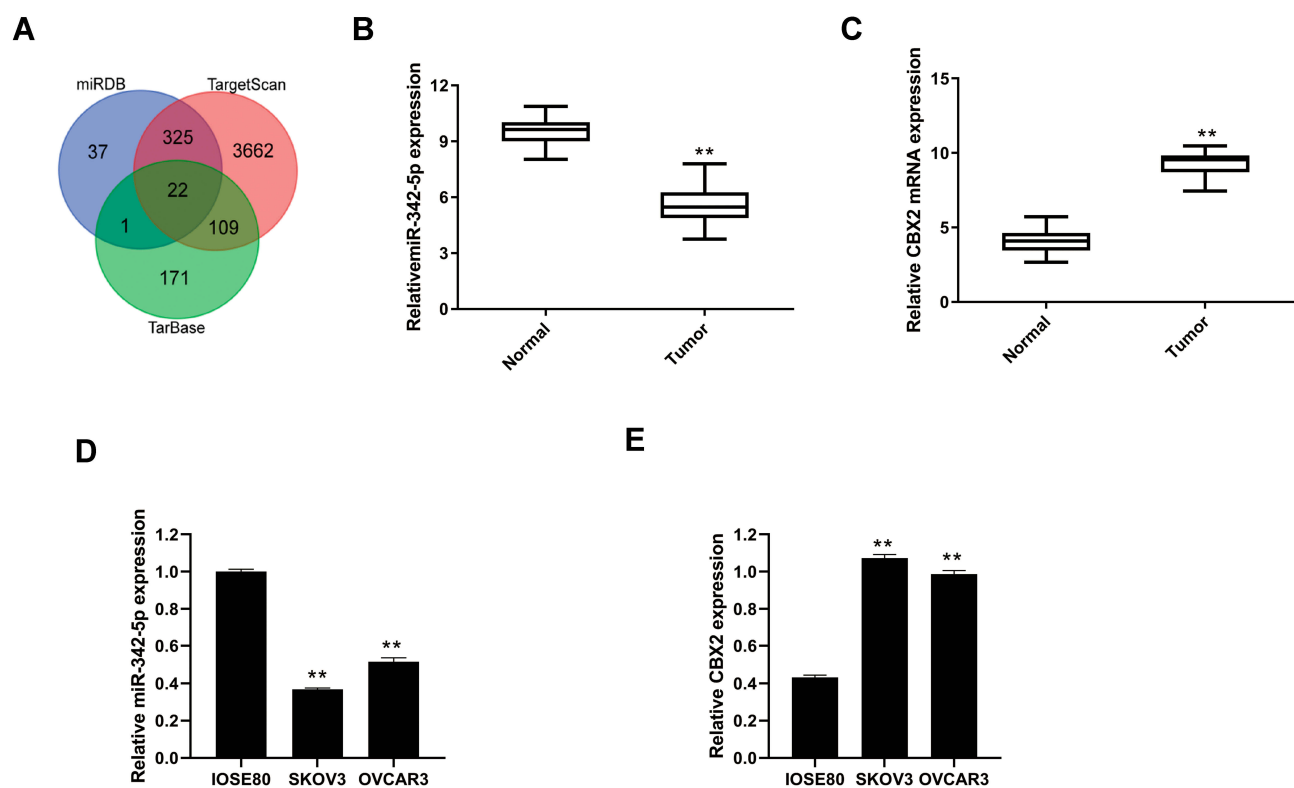 A
miRDB
TargetScan
37
325
3662
22
1
109
171
TarBase
B
RelativemiR-342-5p expression
12
9
6
3
0
**
Normal
Tumor
C
Relative CBX2 mRNA expression
15
10
5
0
**
Normal
Tumor
D
Relative miR-342-5p expression
1.2
1.0
0.8
0.6
0.4
0.2
0.0
**
**
IOSE80 SKOV3 OVCAR3
E
Relative CBX2 expression
1.2
1.0
0.8
0.6
0.4
0.2
0.0
**
**
IOSE80 SKOV3 OVCAR3